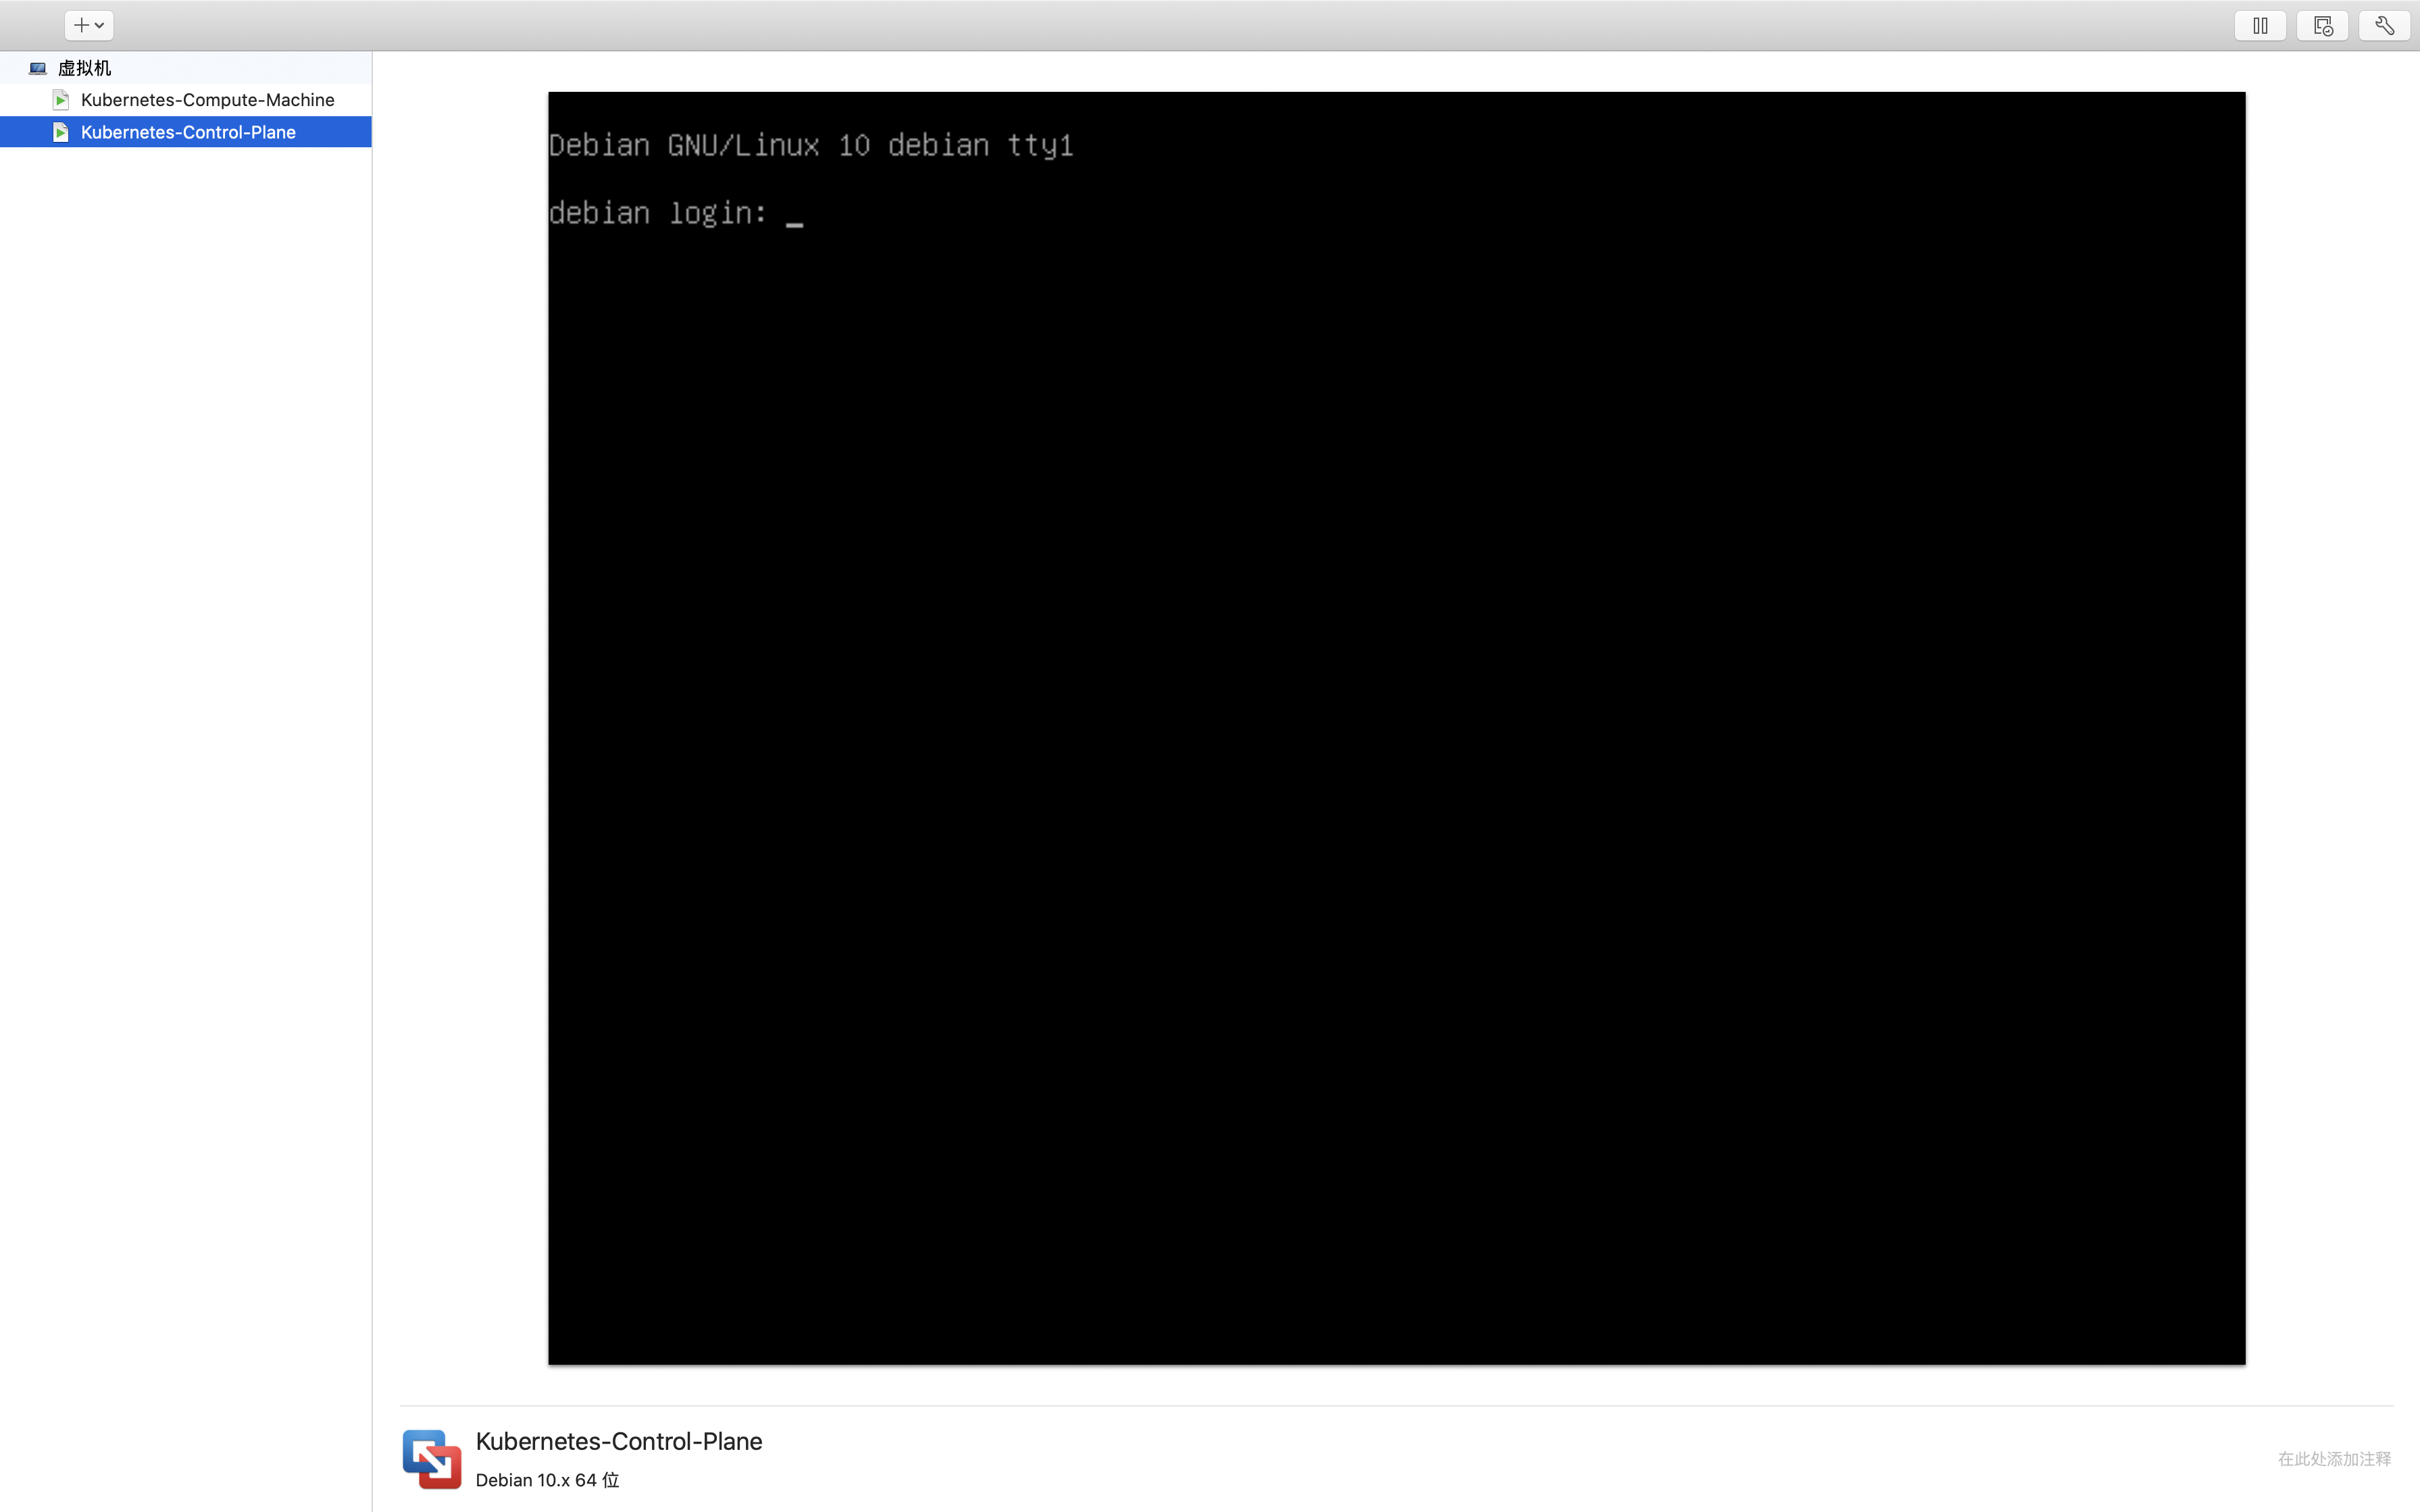 虚拟机
Kubernetes-Compute-Machine
Kubernetes-Control-Plane
Debian GNU/Linux 10 debian tty1
debian login: _
Kubernetes-Control-Plane
Debian 10.x 64 位
在此处添加注释